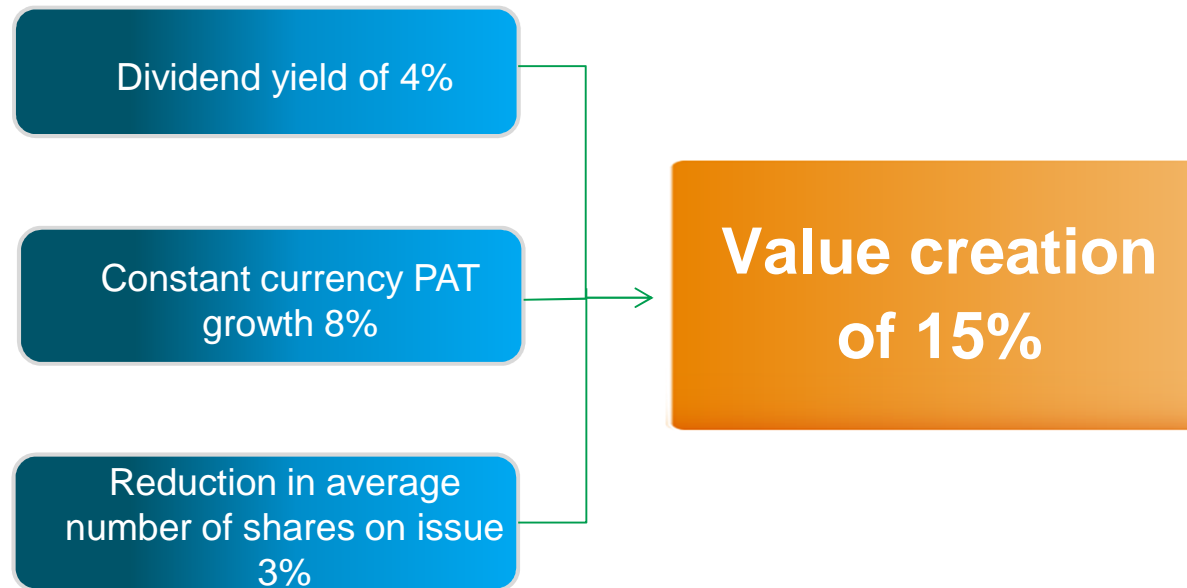 Dividend yield of 4%
Constant currency PAT
growth 8%
Reduction in average
number of shares on issue
3%
Value creation
of 15%